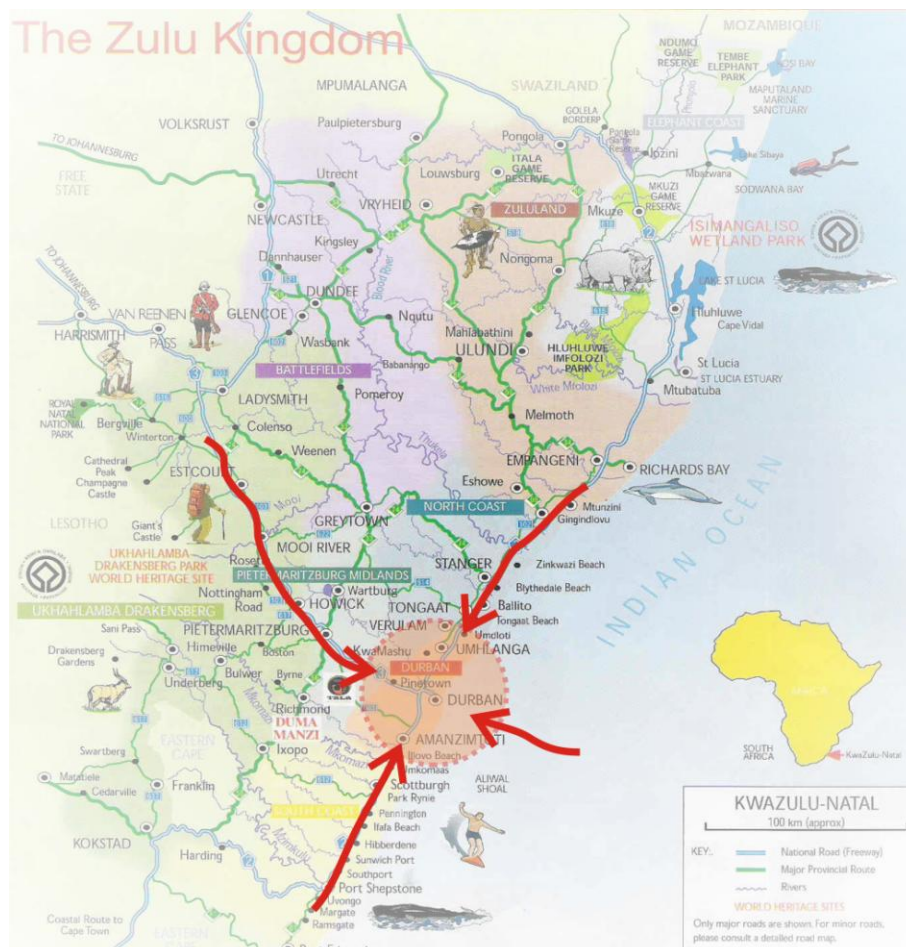 The Zulu Kingdom
MOZAMBIQUE
NDUMO
GAME
RESERVE
TEMBE
ELEPHANT
PARK
KOSI BAY
MAPUTALAND
MARINE
SANCTUARY
SWAZILAND
MPUMALANGA
GOLELA
BORDERP
VOLKSRUST
Paulpietersburg
Pongola
Pongola
Game
Reserve
ELEPHANT COAST
Jozini
Lake Sibaya
Mbazwana
SODWANA BAY
TO JOHANNESBURG
FREE
STATE
Utrecht
Louwsburg
ITALA
GAME
RESERVE
MKUZI
GAME
RESERVE
NEWCASTLE
VRYHEID
ZULULAND
Mkuze
2
ISIMANGALISO
WETLAND PARK
Kingsley
Dannhauser
1
Blood River
Nongoma
LAKE ST LUCIA
TO JOHANNESBURG
DUNDEE
VAN REENEN
PASS
GLENCOE
Nqutu
Mahlabathini
Hluhluwe
Cape Vidal
HARRISMITH
Wasbank
ULUNDI
HLUHLUWE
IMFOLOZI
PARK
BATTLEFIELDS
Babanango
St Lucia
ST LUCIA ESTUARY
3
White Mfolozi
Mtubatuba
LADYSMITH
Pomeroy
ROYAL
NATAL
NATIONAL
PARK
Bergville
Colenso
Melmoth
Winterton
Weenen
Thukela
Cathedral
Peak
Champagne
Castle
ESTCOURT
EMPANGENI
RICHARDS BAY
Eshowe
Mooi
NORTH COAST
Mtunzini
Gingindlovu
LESOTHO
Giant's
Castle
GREYTOWN
MOOI RIVER
INDIAN OCEAN
UKHAHLAMBA
DRAKENSBERG PARK
WORLD HERITAGE SITE
Roset
STANGER
Zinkwazi Beach
PIETERMARITZBURG MIDLANDS
Nottingham
Road
Wartburg
Blythedale Beach
HOWICK
TONGAAT
Ballito
Tongaat Beach
UKHAHLAMBA DRAKENSBERG
VERULAM
Umdloti
Sani Pass
Himeville
PIETERMARITZBURG
KwaMashu
UMHLANGA
Drakensberg
Gardens
Boston
DURBAN
Underberg
Bulwer
Byrne
3
Pinetown
TALA
DURBAN
Richmond
DUMA
MANZI
AMANZIMTOTI
SOUTH
AFRICA
KwaZulu-Natal
EASTERN
CAPE
Ixopo
Illovo Beach
Swartberg
Umkomaas
ALIWAL
SHOAL
Matatiele
Cedarville
Franklin
Scottburgh
Park Rynie
Pennington
SOUTH COAST
Ifafa Beach
KWAZULU-NATAL
100 km (approx)
KOKSTAD
Hibberdene
Harding
2
Sunwich Port
Southport
Port Shepstone
KEY:
National Road (Freeway)
Major Provincial Route
Rivers
WORLD HERITAGE SITES
Uvongo
Margate
Ramsgate
Coastal Route to
Cape Town
EASTERN
Only major roads are shown. For minor roads,
please consult a detailed road map.